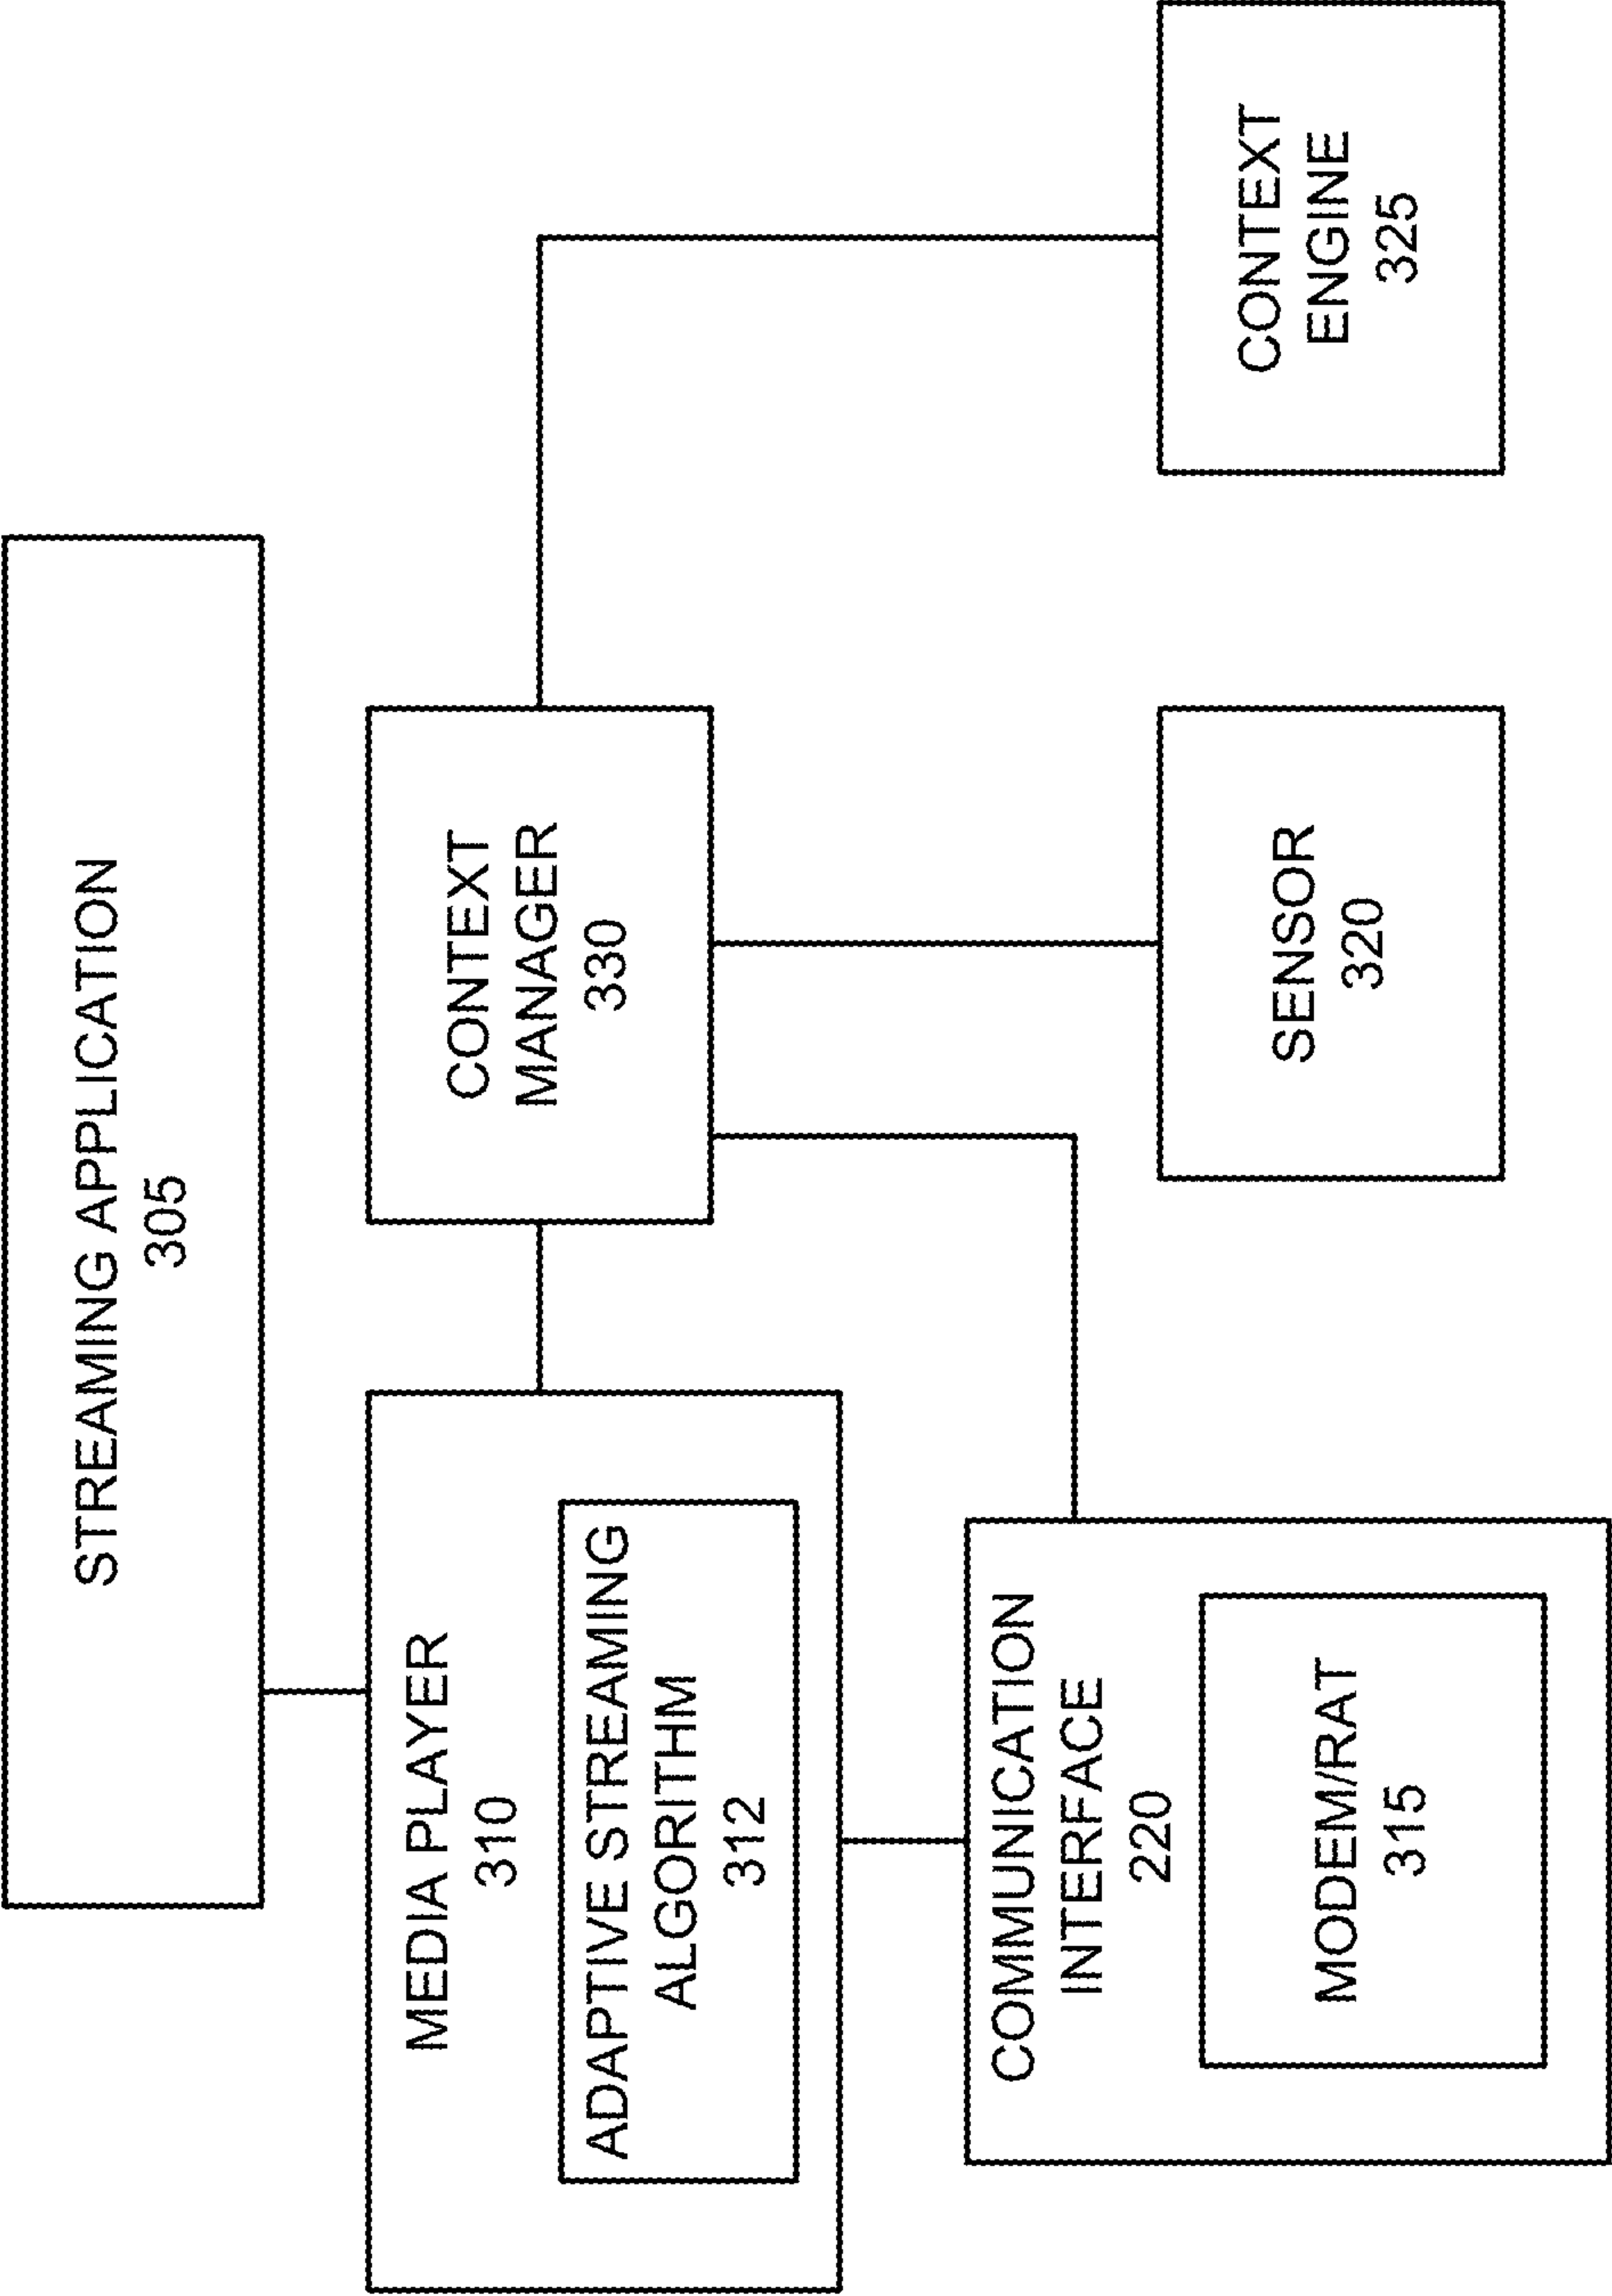 STREAMING APPLICATION
305
MEDIA PLAYER
310
ADAPTIVE STREAMING
ALGORITHM
312
CONTEXT
MANAGER
330
COMMUNICATION
INTERFACE
220
MODEM/RAT
315
SENSOR
320
CONTEXT
ENGINE
325